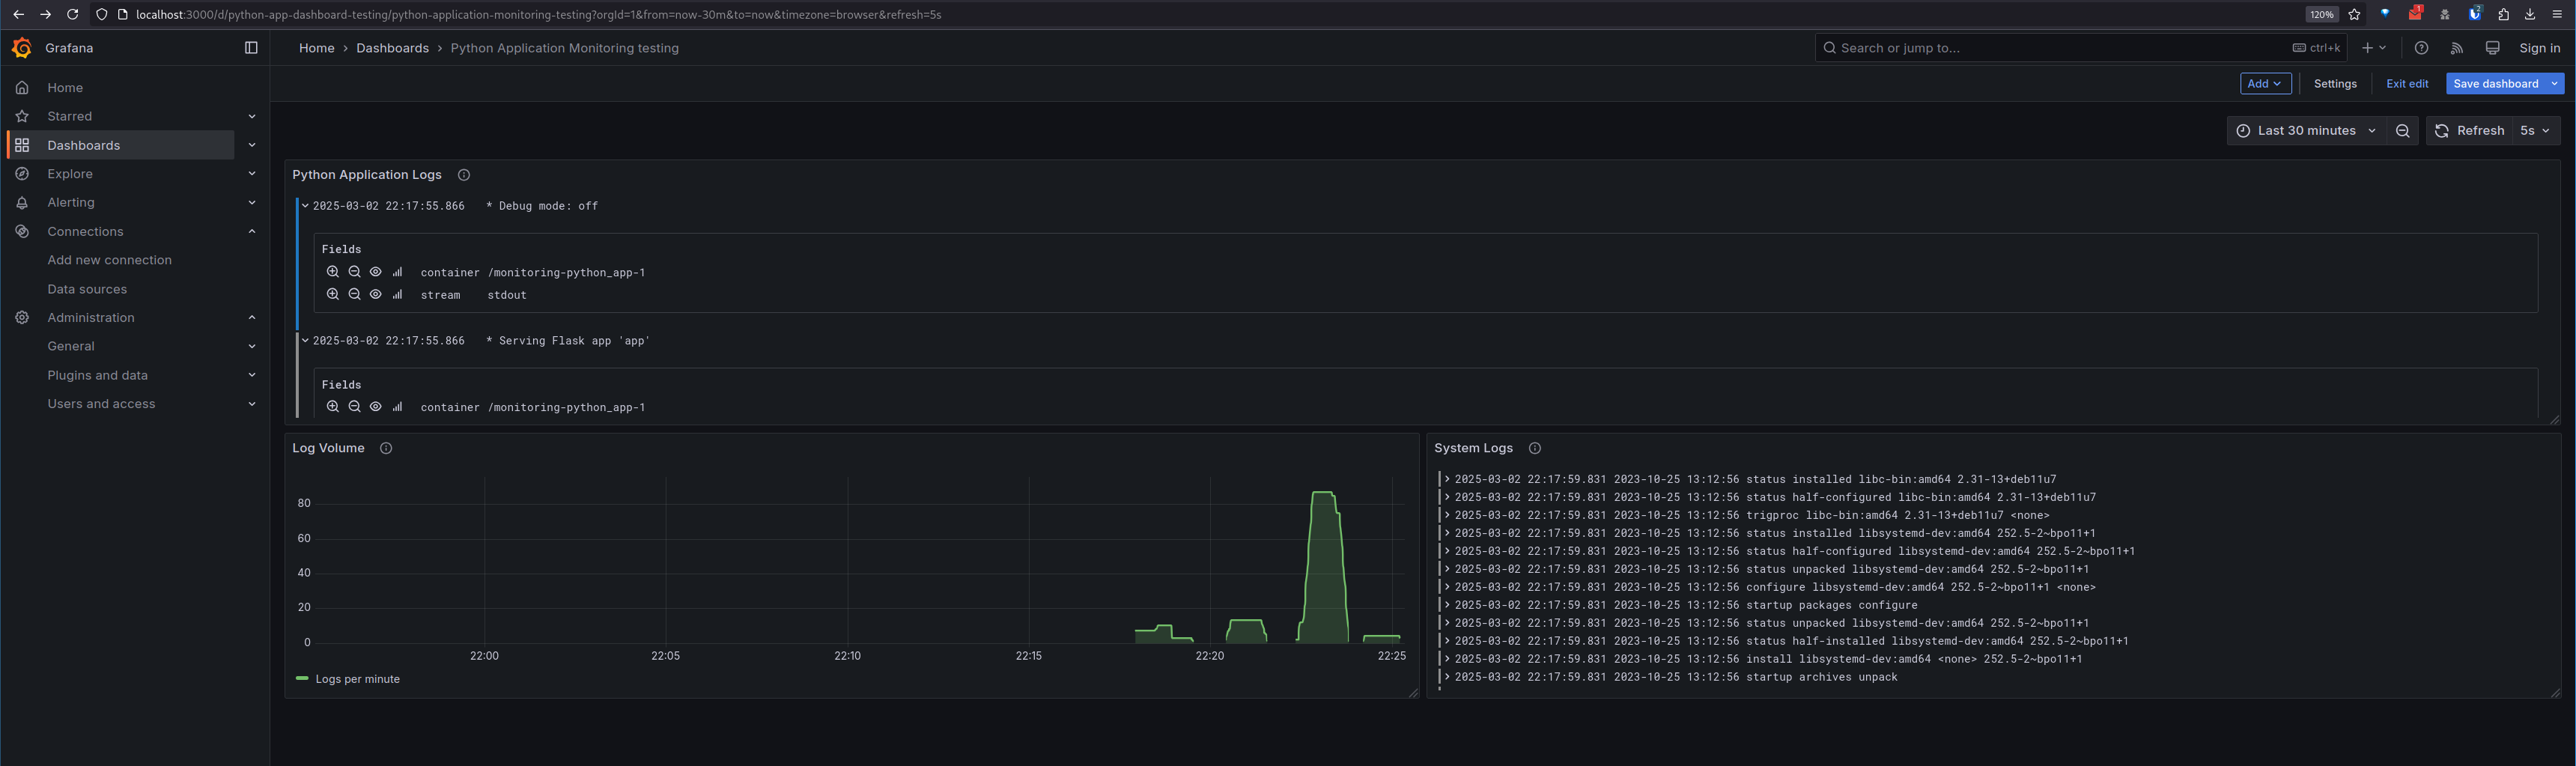 localhost:3000/d/python-app-dashboard-testing/python-application-monitoring-testing?orgId=1&from=now-30m&to=now&timezone=browser&refresh=5s
120%
1
2
Grafana
Home › Dashboards › Python Application Monitoring testing
Search or jump to...
ctrl+k
Sign in
Home
Starred
Dashboards
Explore
Alerting
Connections
Add new connection
Data sources
Administration
General
Plugins and data
Users and access
Add
Settings
Exit edit
Save dashboard
Last 30 minutes
Refresh
5s
Python Application Logs
2025-03-02 22:17:55.866 * Debug mode: off
Fields
container /monitoring-python_app-1
stream stdout
2025-03-02 22:17:55.866 * Serving Flask app 'app'
Fields
container /monitoring-python_app-1
Log Volume
80
60
40
20
0
22:00 22:05 22:10 22:15 22:20 22:25
Logs per minute
System Logs
2025-03-02 22:17:59.831 2023-10-25 13:12:56 status installed libc-bin:amd64 2.31-13+deb11u7
2025-03-02 22:17:59.831 2023-10-25 13:12:56 status half-configured libc-bin:amd64 2.31-13+deb11u7
2025-03-02 22:17:59.831 2023-10-25 13:12:56 trigproc libc-bin:amd64 2.31-13+deb11u7 <none>
2025-03-02 22:17:59.831 2023-10-25 13:12:56 status installed libsystemd-dev:amd64 252.5-2~bpo11+1
2025-03-02 22:17:59.831 2023-10-25 13:12:56 status half-configured libsystemd-dev:amd64 252.5-2~bpo11+1
2025-03-02 22:17:59.831 2023-10-25 13:12:56 status unpacked libsystemd-dev:amd64 252.5-2~bpo11+1
2025-03-02 22:17:59.831 2023-10-25 13:12:56 configure libsystemd-dev:amd64 252.5-2~bpo11+1 <none>
2025-03-02 22:17:59.831 2023-10-25 13:12:56 startup packages configure
2025-03-02 22:17:59.831 2023-10-25 13:12:56 status unpacked libsystemd-dev:amd64 252.5-2~bpo11+1
2025-03-02 22:17:59.831 2023-10-25 13:12:56 status half-installed libsystemd-dev:amd64 252.5-2~bpo11+1
2025-03-02 22:17:59.831 2023-10-25 13:12:56 install libsystemd-dev:amd64 <none> 252.5-2~bpo11+1
2025-03-02 22:17:59.831 2023-10-25 13:12:56 startup archives unpack